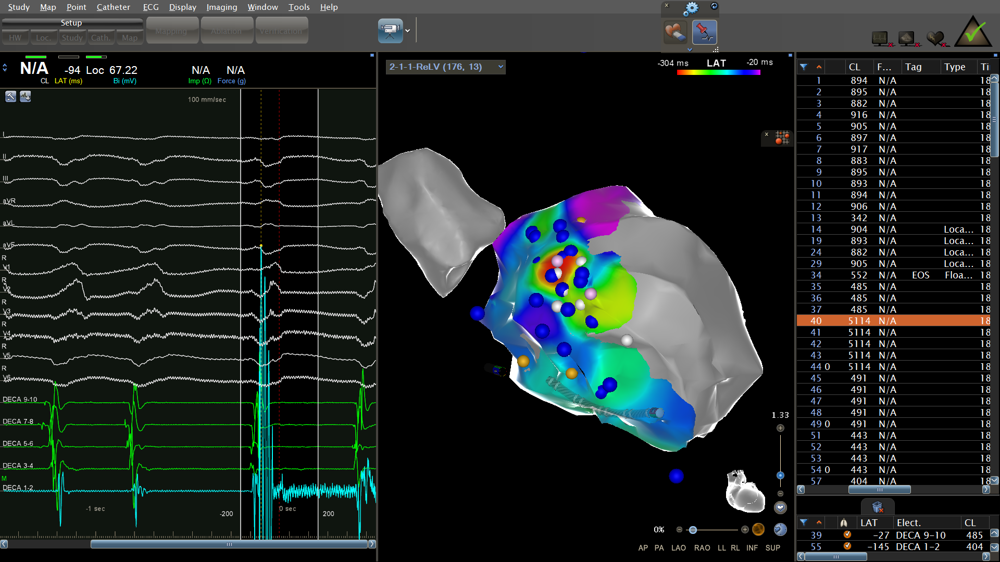 Study Map Point Catheter ECG Display Imaging Window Tools Help
Setup
HW Loc. Study Cath. Map
Mapping Ablation Verification
N/A -94 Loc 67.22 N/A N/A
CL LAT (ms) Bi (mV) Imp (Ω) Force (g)
100 mm/sec
I
II
III
aVR
aVL
aVF
R
V1
R
V2
R
V3
R
V4
R
V5
R
V6
DECA 9-10
DECA 7-8
DECA 5-6
DECA 3-4
M
DECA 1-2
-1 sec 0 sec
-200 200
2-1-1-ReLV (176, 13)
-304 ms LAT -20 ms
1.33
0%
AP PA LAO RAO LL RL INF SUP
CL F... Tag Type Ti
1 894 N/A 18
2 895 N/A 18
3 882 N/A 18
4 916 N/A 18
5 905 N/A 18
6 897 N/A 18
7 917 N/A 18
8 883 N/A 18
9 895 N/A 18
10 893 N/A 18
11 894 N/A 18
12 906 N/A 18
13 342 N/A 18
14 904 N/A Loca... 18
19 893 N/A Loca... 18
24 882 N/A Loca... 18
29 905 N/A Loca... 18
34 552 N/A EOS Floa... 18
35 485 N/A 18
36 485 N/A 18
37 485 N/A 18
40 5114 N/A 18
41 5114 N/A 18
42 5114 N/A 18
43 5114 N/A 18
44 0 5114 N/A 18
45 491 N/A 18
46 491 N/A 18
47 491 N/A 18
48 491 N/A 18
49 0 491 N/A 18
51 443 N/A 18
52 443 N/A 18
53 443 N/A 18
54 0 443 N/A 18
57 404 N/A 18
LAT Elect. CL
39 -27 DECA 9-10 485
55 -145 DECA 1-2 404